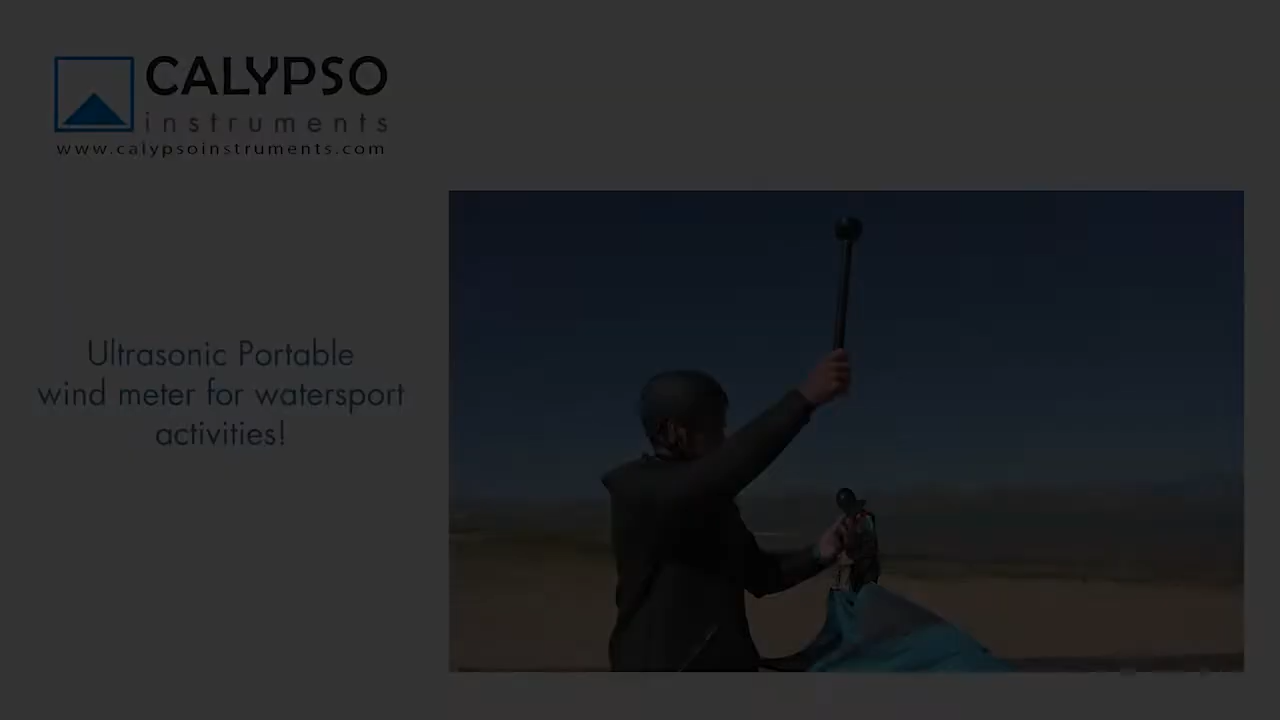 CALYPSO
instruments
www.calypsoinstruments.com
Ultrasonic Portable
wind meter for watersport
activities!